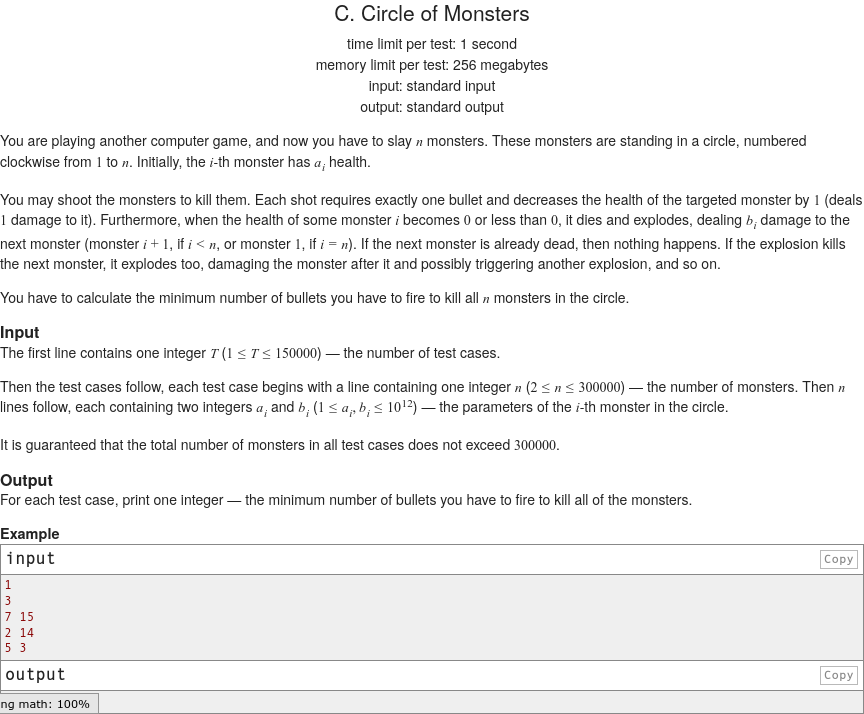 C. Circle of Monsters
time limit per test: 1 second
memory limit per test: 256 megabytes
input: standard input
output: standard output
You are playing another computer game, and now you have to slay n monsters. These monsters are standing in a circle, numbered
clockwise from 1 to n. Initially, the i-th monster has a_i health.
You may shoot the monsters to kill them. Each shot requires exactly one bullet and decreases the health of the targeted monster by 1 (deals
1 damage to it). Furthermore, when the health of some monster i becomes 0 or less than 0, it dies and explodes, dealing b_i damage to the
next monster (monster i + 1, if i < n, or monster 1, if i = n). If the next monster is already dead, then nothing happens. If the explosion kills
the next monster, it explodes too, damaging the monster after it and possibly triggering another explosion, and so on.
You have to calculate the minimum number of bullets you have to fire to kill all n monsters in the circle.
Input
The first line contains one integer T (1 ≤ T ≤ 150000) — the number of test cases.
Then the test cases follow, each test case begins with a line containing one integer n (2 ≤ n ≤ 300000) — the number of monsters. Then n
lines follow, each containing two integers a_i and b_i (1 ≤ a_i, b_i ≤ 10^12) — the parameters of the i-th monster in the circle.
It is guaranteed that the total number of monsters in all test cases does not exceed 300000.
Output
For each test case, print one integer — the minimum number of bullets you have to fire to kill all of the monsters.
Example
input Copy
1
3
7 15
2 14
5 3
output Copy
ng math: 100%